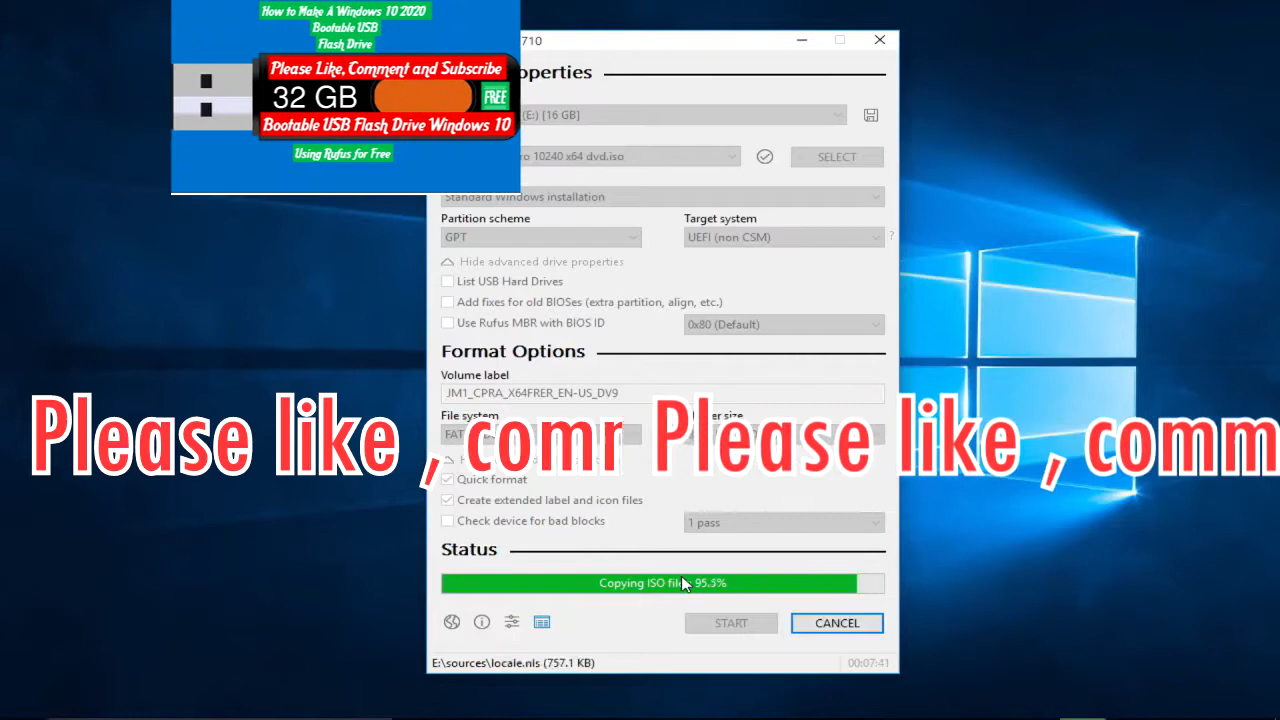 How to Make A Windows 10 2020
Bootable USB
Flash Drive
Please Like, Comment and Subscribe
32 GB
FREE
Bootable USB Flash Drive Windows 10
Using Rufus for Free
710
operties
(E:) [16 GB]
ro 10240 x64 dvd.iso
SELECT
Standard Windows installation
Partition scheme
Target system
GPT
UEFI (non CSM)
?
Hide advanced drive properties
List USB Hard Drives
Add fixes for old BIOSes (extra partition, align, etc.)
Use Rufus MBR with BIOS ID
0x80 (Default)
Format Options
Volume label
JM1_CPRA_X64FRER_EN-US_DV9
File system
er size
FAT
Please like , comr Please like , comm
H
Quick format
Create extended label and icon files
Check device for bad blocks
1 pass
Status
Copying ISO file 95.5%
START
CANCEL
E:\sources\locale.nls (757.1 KB)
00:07:41